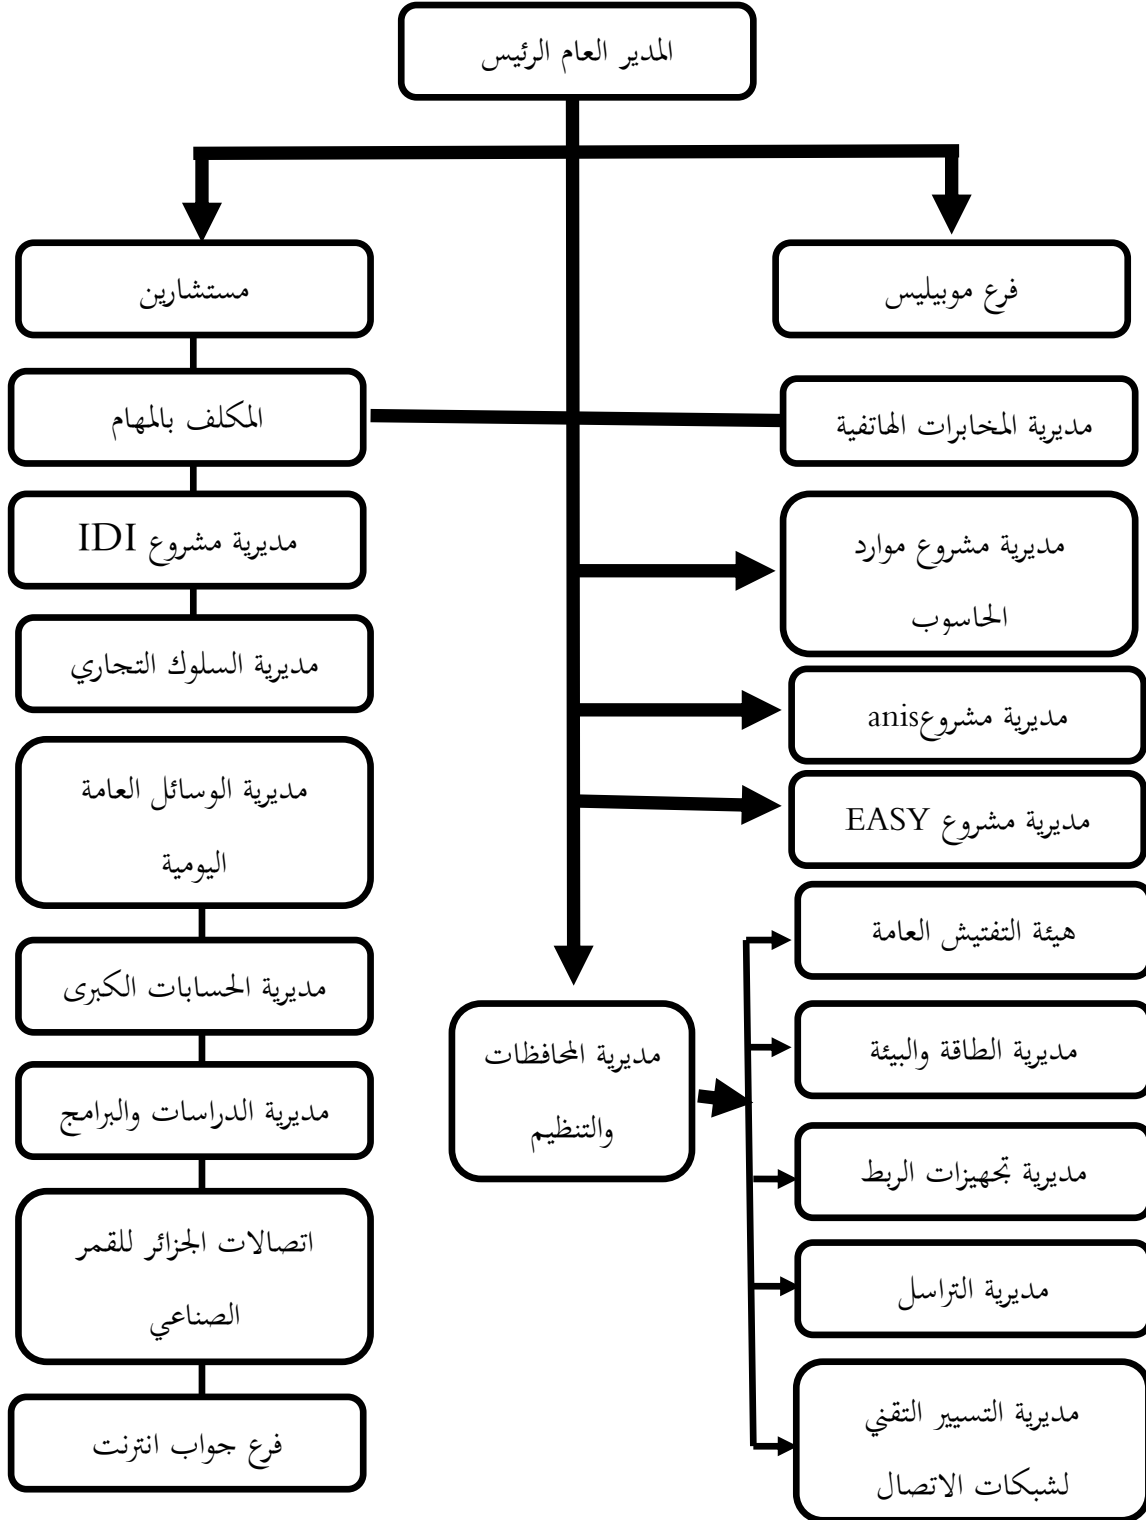 المدير العام الرئيس
فرع موبيليس
مستشارين
مديرية المخابرات الهاتفية
المكلف بالمهام
مديرية مشروع موارد
الحاسوب
مديرية مشروع IDI
مديرية مشروعanis
مديرية السلوك التجاري
مديرية مشروع EASY
مديرية الوسائل العامة
اليومية
هيئة التفتيش العامة
مديرية الحسابات الكبرى
مديرية المحافظات
والتنظيم
مديرية الطاقة والبيئة
مديرية الدراسات والبرامج
مديرية تجهيزات الربط
اتصالات الجزائر للقمر
الصناعي
مديرية التراسل
فرع جواب انترنت
مديرية التسيير التقني
لشبكات الاتصال